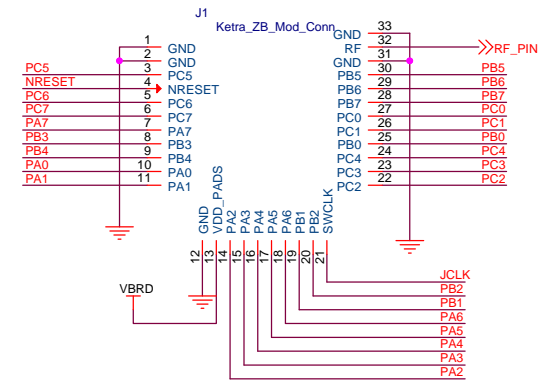 J1
Ketra_ZB_Mod_Conn
1 GND GND 33
2 GND RF 32 RF_PIN
PC5 3 PC5 GND 31
NRESET 4 NRESET PB5 30 PB5
PC6 5 PC6 PB6 29 PB6
PC7 6 PC7 PB7 28 PB7
PA7 7 PA7 PC0 27 PC0
PB3 8 PB3 PC1 26 PC1
PB4 9 PB4 PB0 25 PB0
PA0 10 PA0 PC4 24 PC4
PA1 11 PA1 PC3 23 PC3
PC2 22 PC2
GND VDD_PADS PA2 PA3 PA4 PA5 PA6 PB1 PB2 SWCLK
12 13 14 15 16 17 18 19 20 21
VBRD
JCLK
PB2
PB1
PA6
PA5
PA4
PA3
PA2